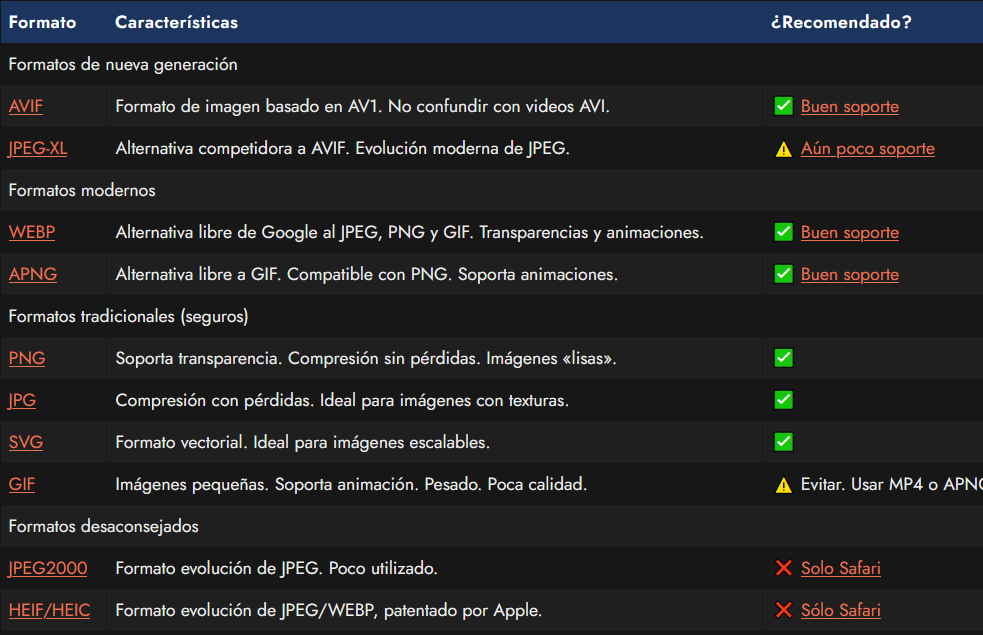 Formato Características ¿Recomendado?
Formatos de nueva generación
AVIF Formato de imagen basado en AV1. No confundir con videos AVI. ✅ Buen soporte
JPEG-XL Alternativa competidora a AVIF. Evolución moderna de JPEG. ⚠️ Aún poco soporte
Formatos modernos
WEBP Alternativa libre de Google al JPEG, PNG y GIF. Transparencias y animaciones. ✅ Buen soporte
APNG Alternativa libre a GIF. Compatible con PNG. Soporta animaciones. ✅ Buen soporte
Formatos tradicionales (seguros)
PNG Soporta transparencia. Compresión sin pérdidas. Imágenes «lisas». ✅
JPG Compresión con pérdidas. Ideal para imágenes con texturas. ✅
SVG Formato vectorial. Ideal para imágenes escalables. ✅
GIF Imágenes pequeñas. Soporta animación. Pesado. Poca calidad. ⚠️ Evitar. Usar MP4 o APNG
Formatos desaconsejados
JPEG2000 Formato evolución de JPEG. Poco utilizado. ❌ Solo Safari
HEIF/HEIC Formato evolución de JPEG/WEBP, patentado por Apple. ❌ Sólo Safari